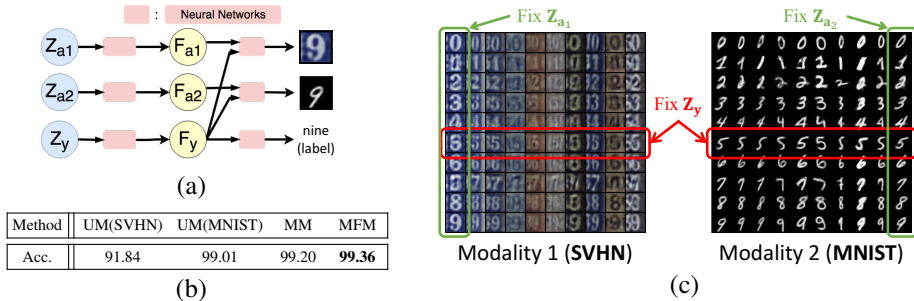 : Neural Networks
Z_a1 F_a1
Z_a2 F_a2
Z_y F_y
nine
(label)
(a)
Method UM(SVHN) UM(MNIST) MM MFM
Acc. 91.84 99.01 99.20 99.36
(b)
Fix Z_a1 Fix Z_a2
Fix Z_y
Modality 1 (SVHN) Modality 2 (MNIST)
(c)